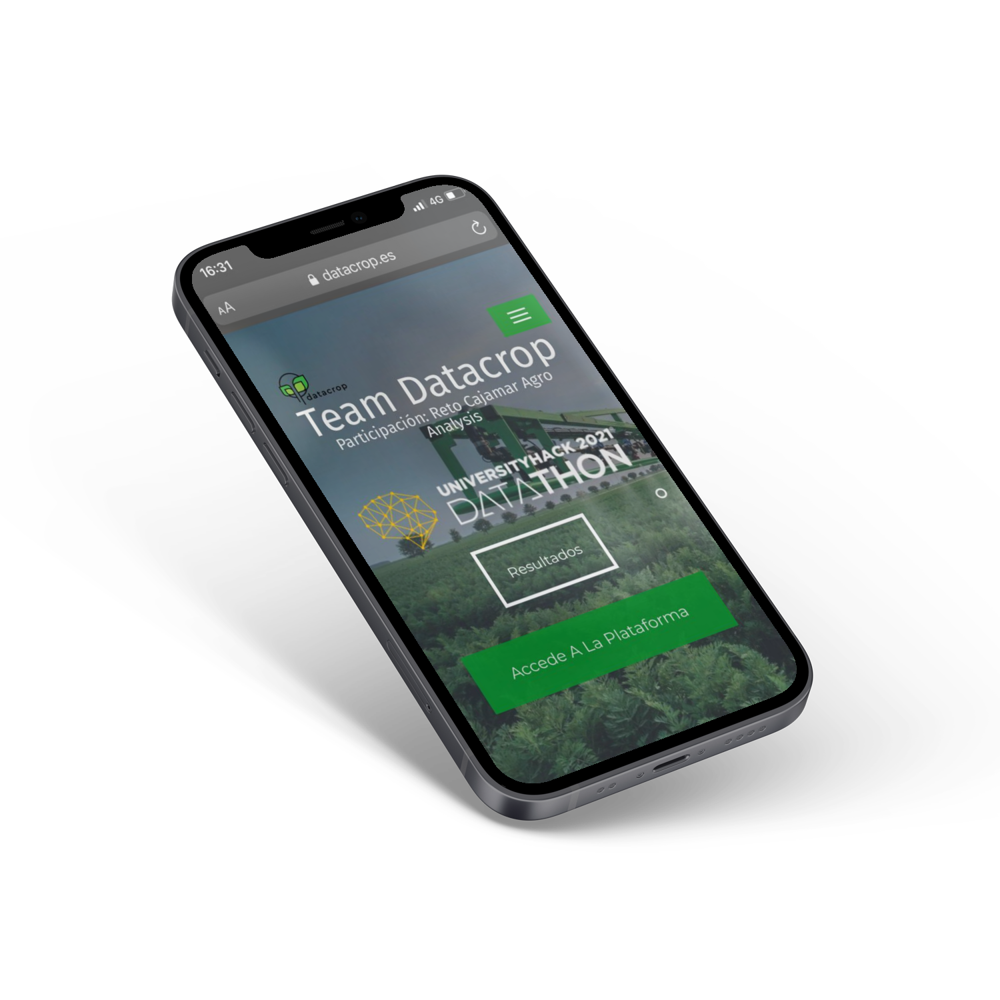 16:31
4G
AA
datacrop.es
datacrop
Team Datacrop
Participación: Reto Cajamar Agro
Analysis
UNIVERSITYHACK 2021
DATATHON
Resultados
Accede A La Plataforma